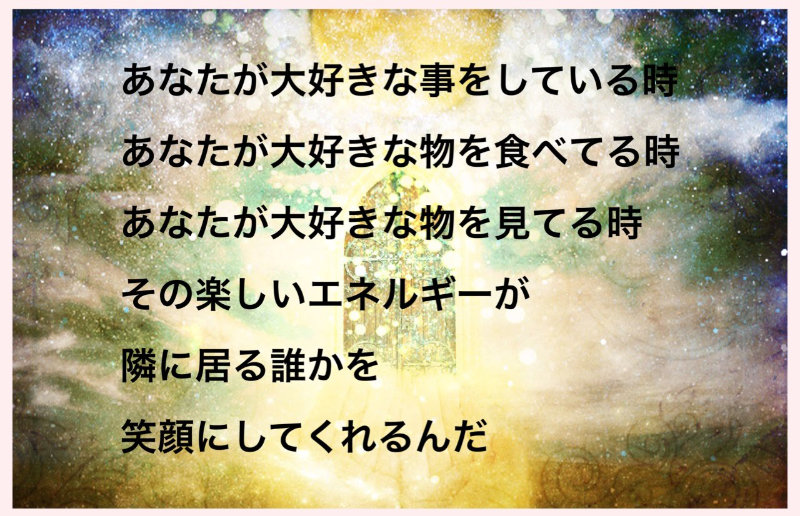 あなたが大好きな事をしている時
あなたが大好きな物を食べてる時
あなたが大好きな物を見てる時
その楽しいエネルギーが
隣に居る誰かを
笑顔にしてくれるんだ